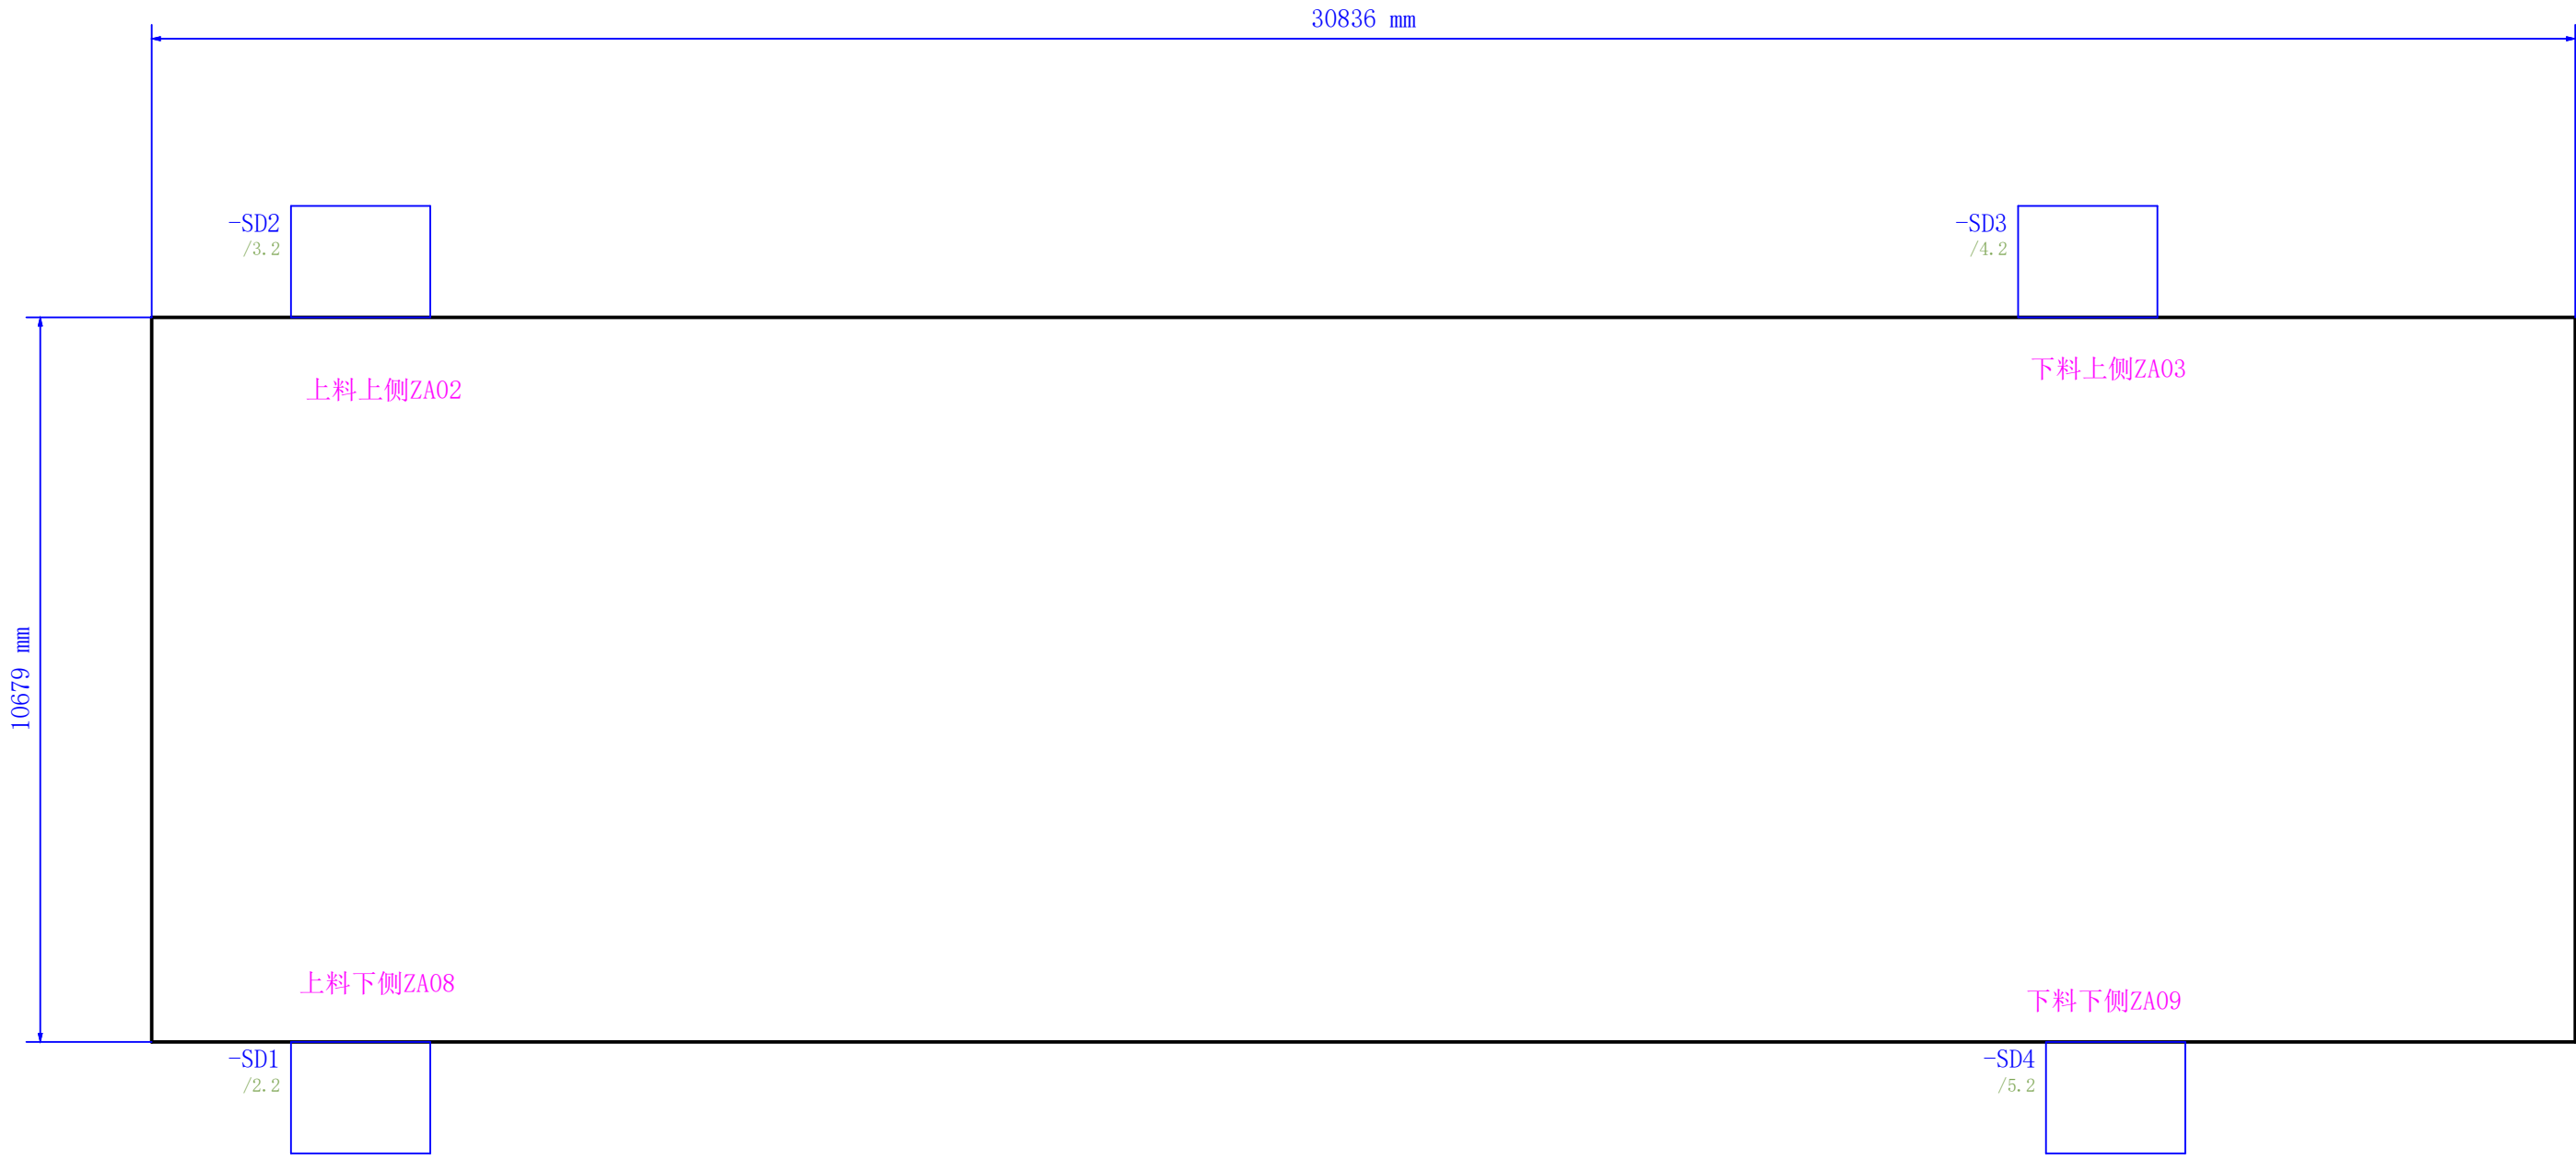 30836 mm
-SD2
/3.2
-SD3
/4.2
上料上侧ZA02
下料上侧ZA03
10679 mm
上料下侧ZA08
下料下侧ZA09
-SD1
/2.2
-SD4
/5.2